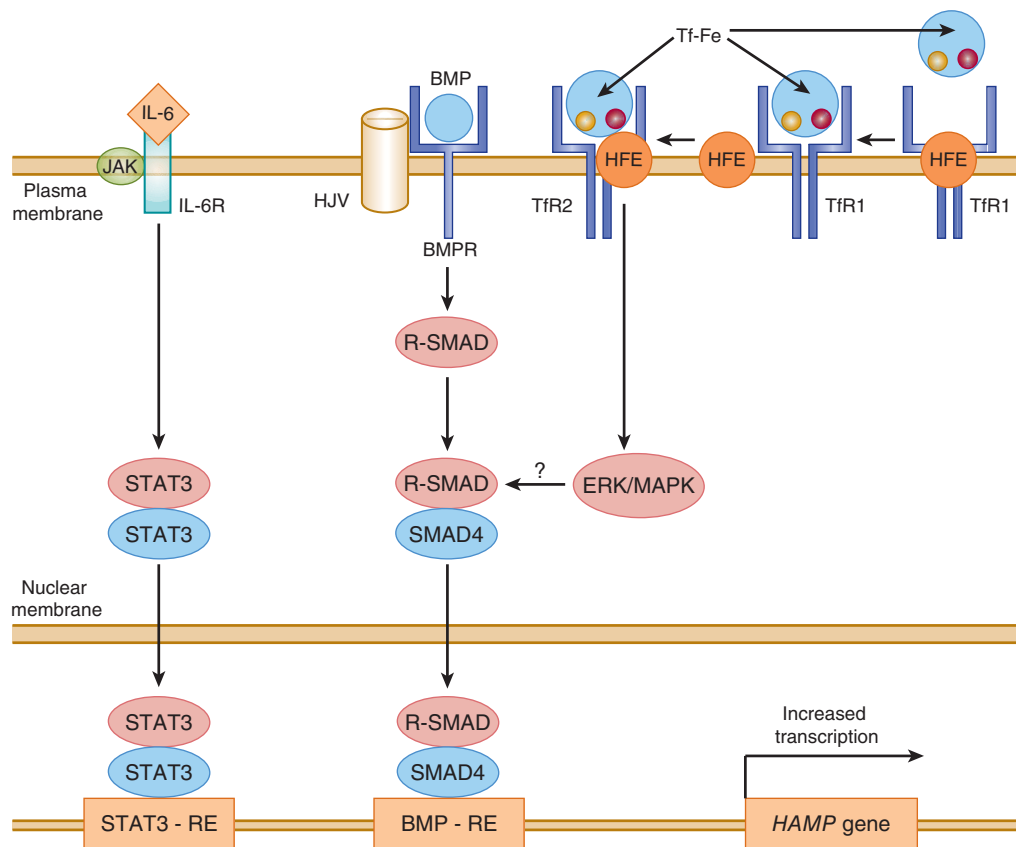 Tf-Fe
BMP
IL-6
JAK
HFE
HFE
HFE
Plasma
membrane
IL-6R
HJV
TfR2
TfR1
TfR1
BMPR
R-SMAD
?
STAT3
R-SMAD
ERK/MAPK
STAT3
SMAD4
Nuclear
membrane
STAT3
R-SMAD
Increased
transcription
STAT3
SMAD4
STAT3 - RE
BMP - RE
HAMP gene